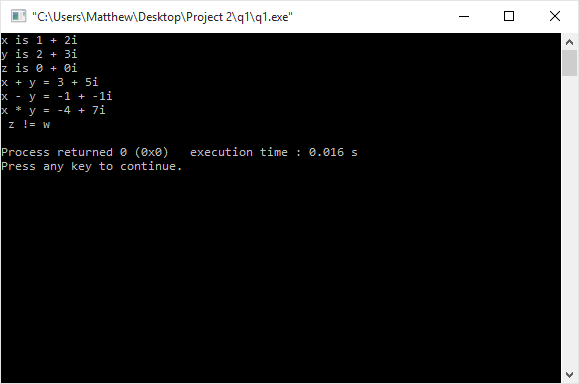 "C:\Users\Matthew\Desktop\Project 2\q1\q1.exe"
x is 1 + 2i
y is 2 + 3i
z is 0 + 0i
x + y = 3 + 5i
x - y = -1 + -1i
x * y = -4 + 7i
 z != w

Process returned 0 (0x0)   execution time : 0.016 s
Press any key to continue.